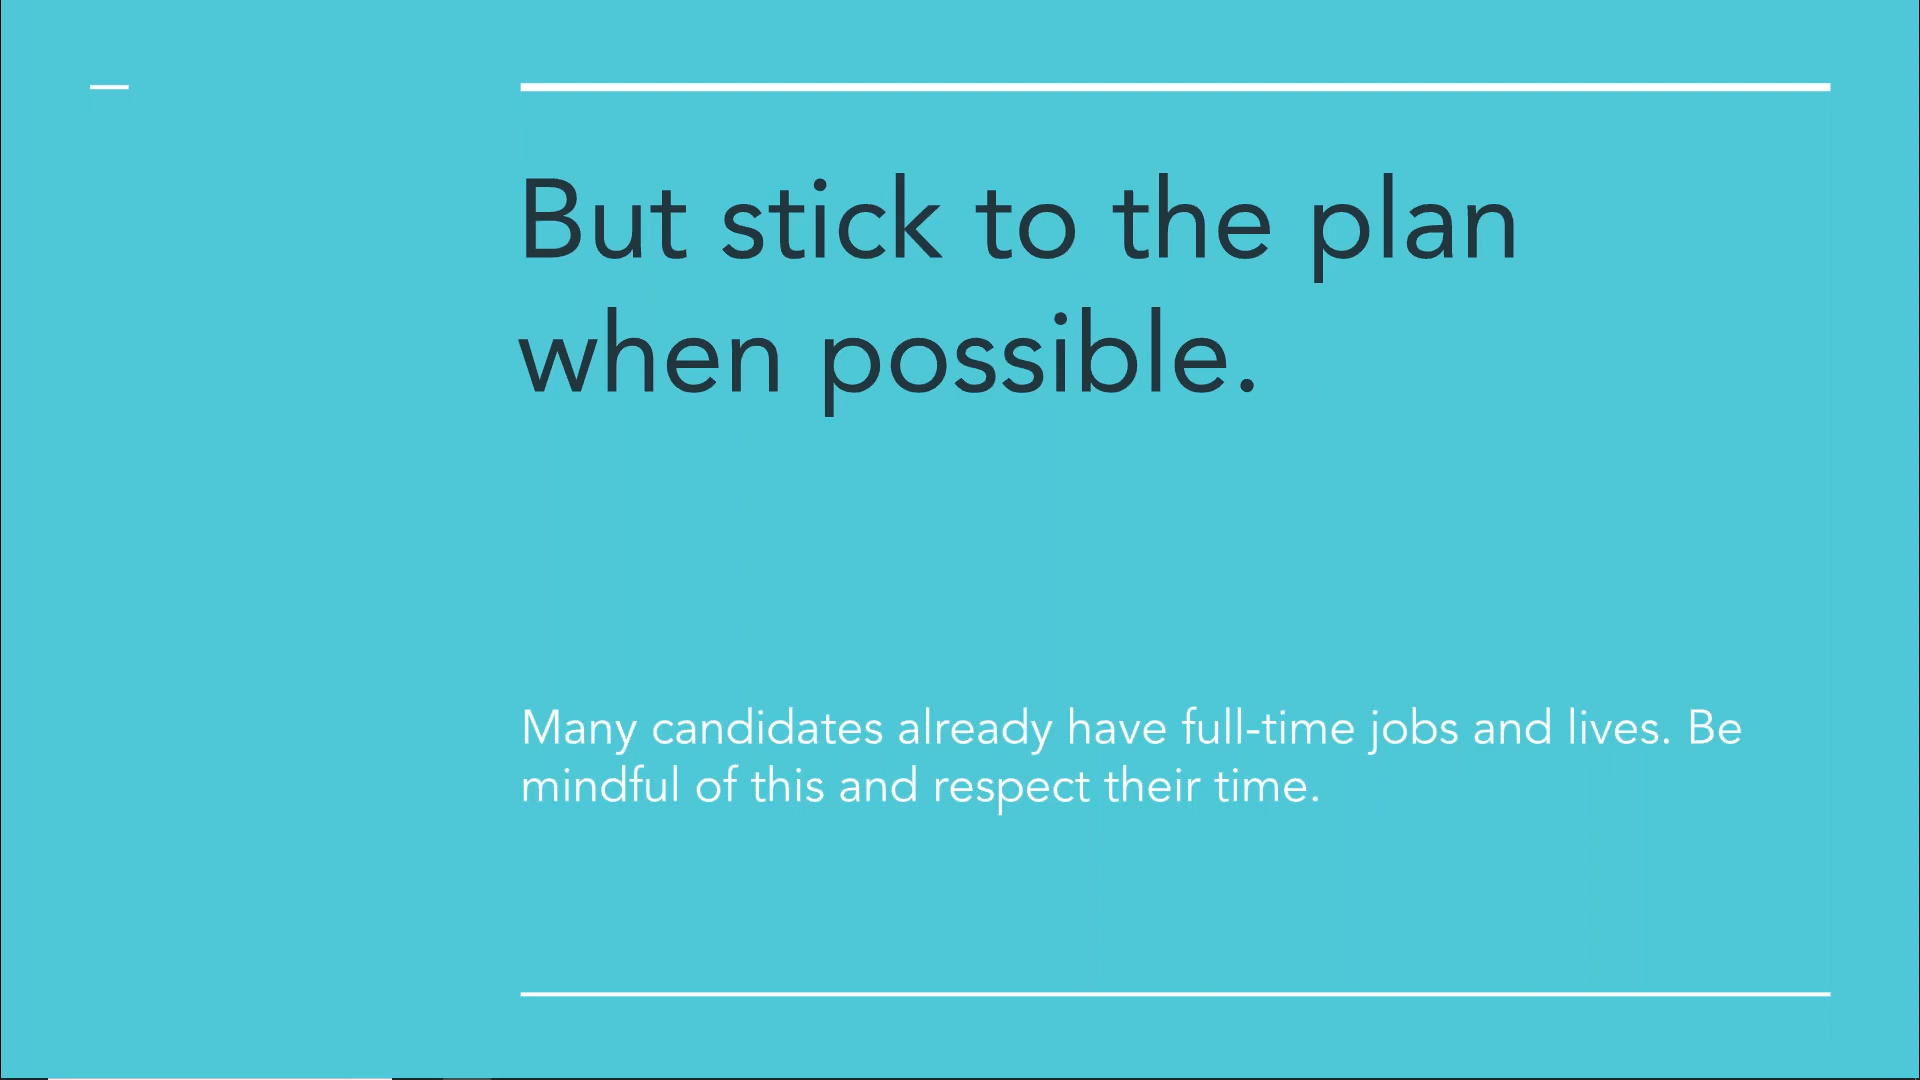 But stick to the plan
when possible.
Many candidates already have full-time jobs and lives. Be
mindful of this and respect their time.